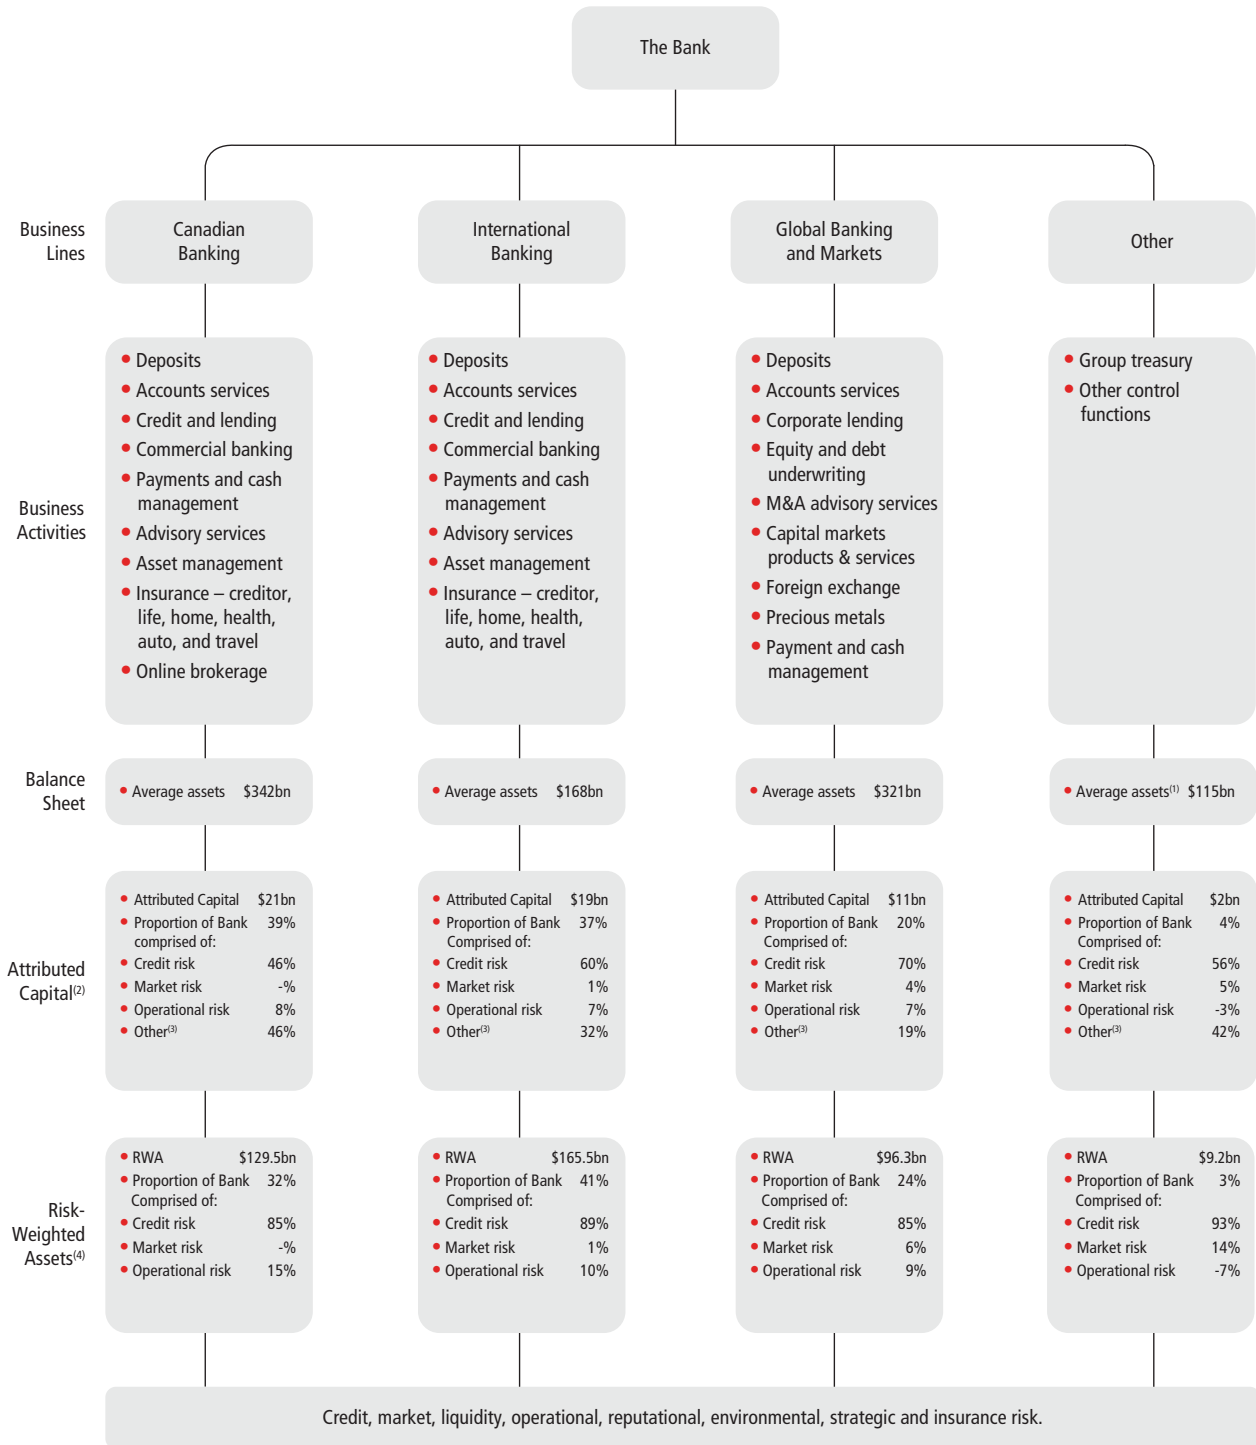 The Bank
Business
Lines
Canadian
Banking
International
Banking
Global Banking
and Markets
Other
Business
Activities
• Deposits
• Accounts services
• Credit and lending
• Commercial banking
• Payments and cash
management
• Advisory services
• Asset management
• Insurance – creditor,
life, home, health,
auto, and travel
• Online brokerage
• Deposits
• Accounts services
• Credit and lending
• Commercial banking
• Payments and cash
management
• Advisory services
• Asset management
• Insurance – creditor,
life, home, health,
auto, and travel
• Deposits
• Accounts services
• Corporate lending
• Equity and debt
underwriting
• M&A advisory services
• Capital markets
products & services
• Foreign exchange
• Precious metals
• Payment and cash
management
• Group treasury
• Other control
functions
Balance
Sheet
• Average assets $342bn
• Average assets $168bn
• Average assets $321bn
• Average assets(1) $115bn
Attributed
Capital(2)
• Attributed Capital $21bn
• Proportion of Bank 39%
comprised of:
• Credit risk 46%
• Market risk -%
• Operational risk 8%
• Other(3) 46%
• Attributed Capital $19bn
• Proportion of Bank 37%
Comprised of:
• Credit risk 60%
• Market risk 1%
• Operational risk 7%
• Other(3) 32%
• Attributed Capital $11bn
• Proportion of Bank 20%
Comprised of:
• Credit risk 70%
• Market risk 4%
• Operational risk 7%
• Other(3) 19%
• Attributed Capital $2bn
• Proportion of Bank 4%
Comprised of:
• Credit risk 56%
• Market risk 5%
• Operational risk -3%
• Other(3) 42%
Risk-
Weighted
Assets(4)
• RWA $129.5bn
• Proportion of Bank 32%
Comprised of:
• Credit risk 85%
• Market risk -%
• Operational risk 15%
• RWA $165.5bn
• Proportion of Bank 41%
Comprised of:
• Credit risk 89%
• Market risk 1%
• Operational risk 10%
• RWA $96.3bn
• Proportion of Bank 24%
Comprised of:
• Credit risk 85%
• Market risk 6%
• Operational risk 9%
• RWA $9.2bn
• Proportion of Bank 3%
Comprised of:
• Credit risk 93%
• Market risk 14%
• Operational risk -7%
Credit, market, liquidity, operational, reputational, environmental, strategic and insurance risk.